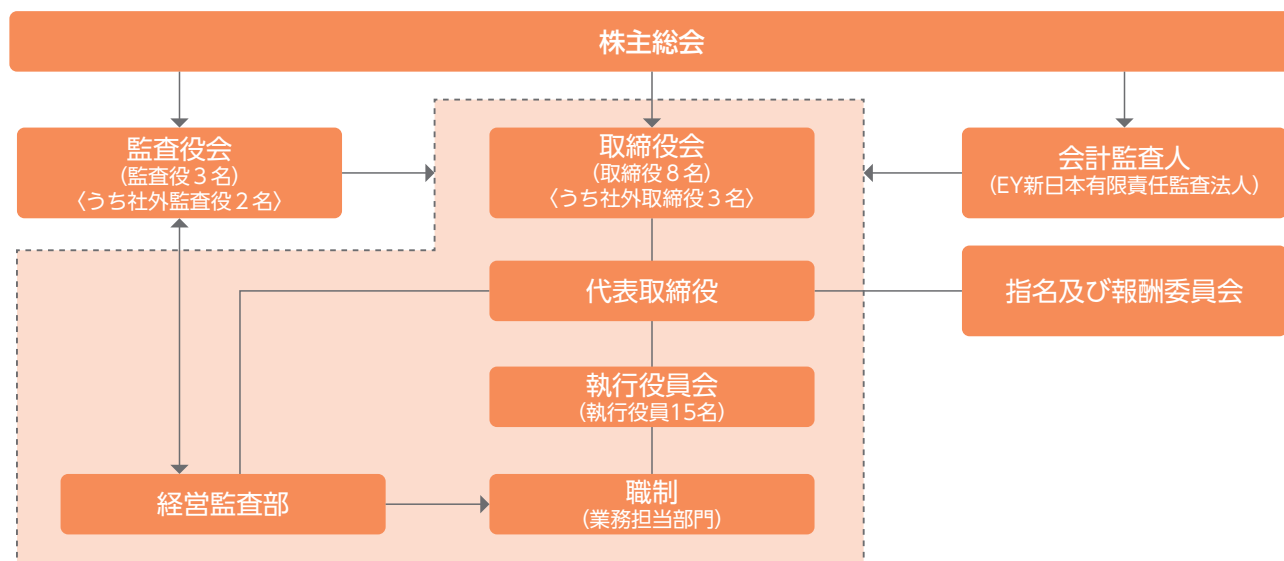 株主総会
監査役会
(監査役3名)
〈うち社外監査役2名〉
取締役会
(取締役8名)
〈うち社外取締役3名〉
会計監査人
(EY新日本有限責任監査法人)
代表取締役
指名及び報酬委員会
執行役員会
(執行役員15名)
経営監査部
職制
(業務担当部門)